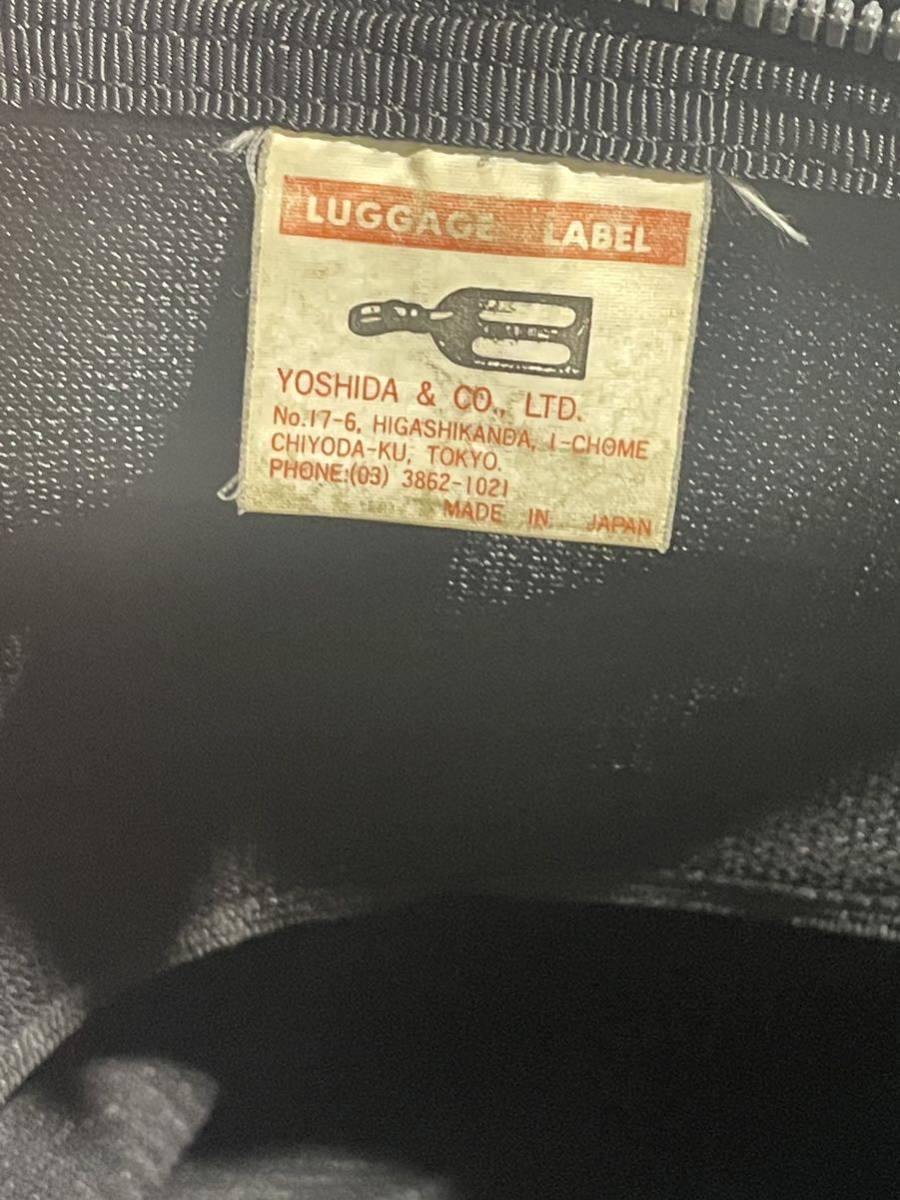 LUGGAGE LABEL
YOSHIDA & CO., LTD.
No.17-6, HIGASHIKANDA, 1-CHOME
CHIYODA-KU, TOKYO.
PHONE:(03) 3862-1021
MADE IN JAPAN